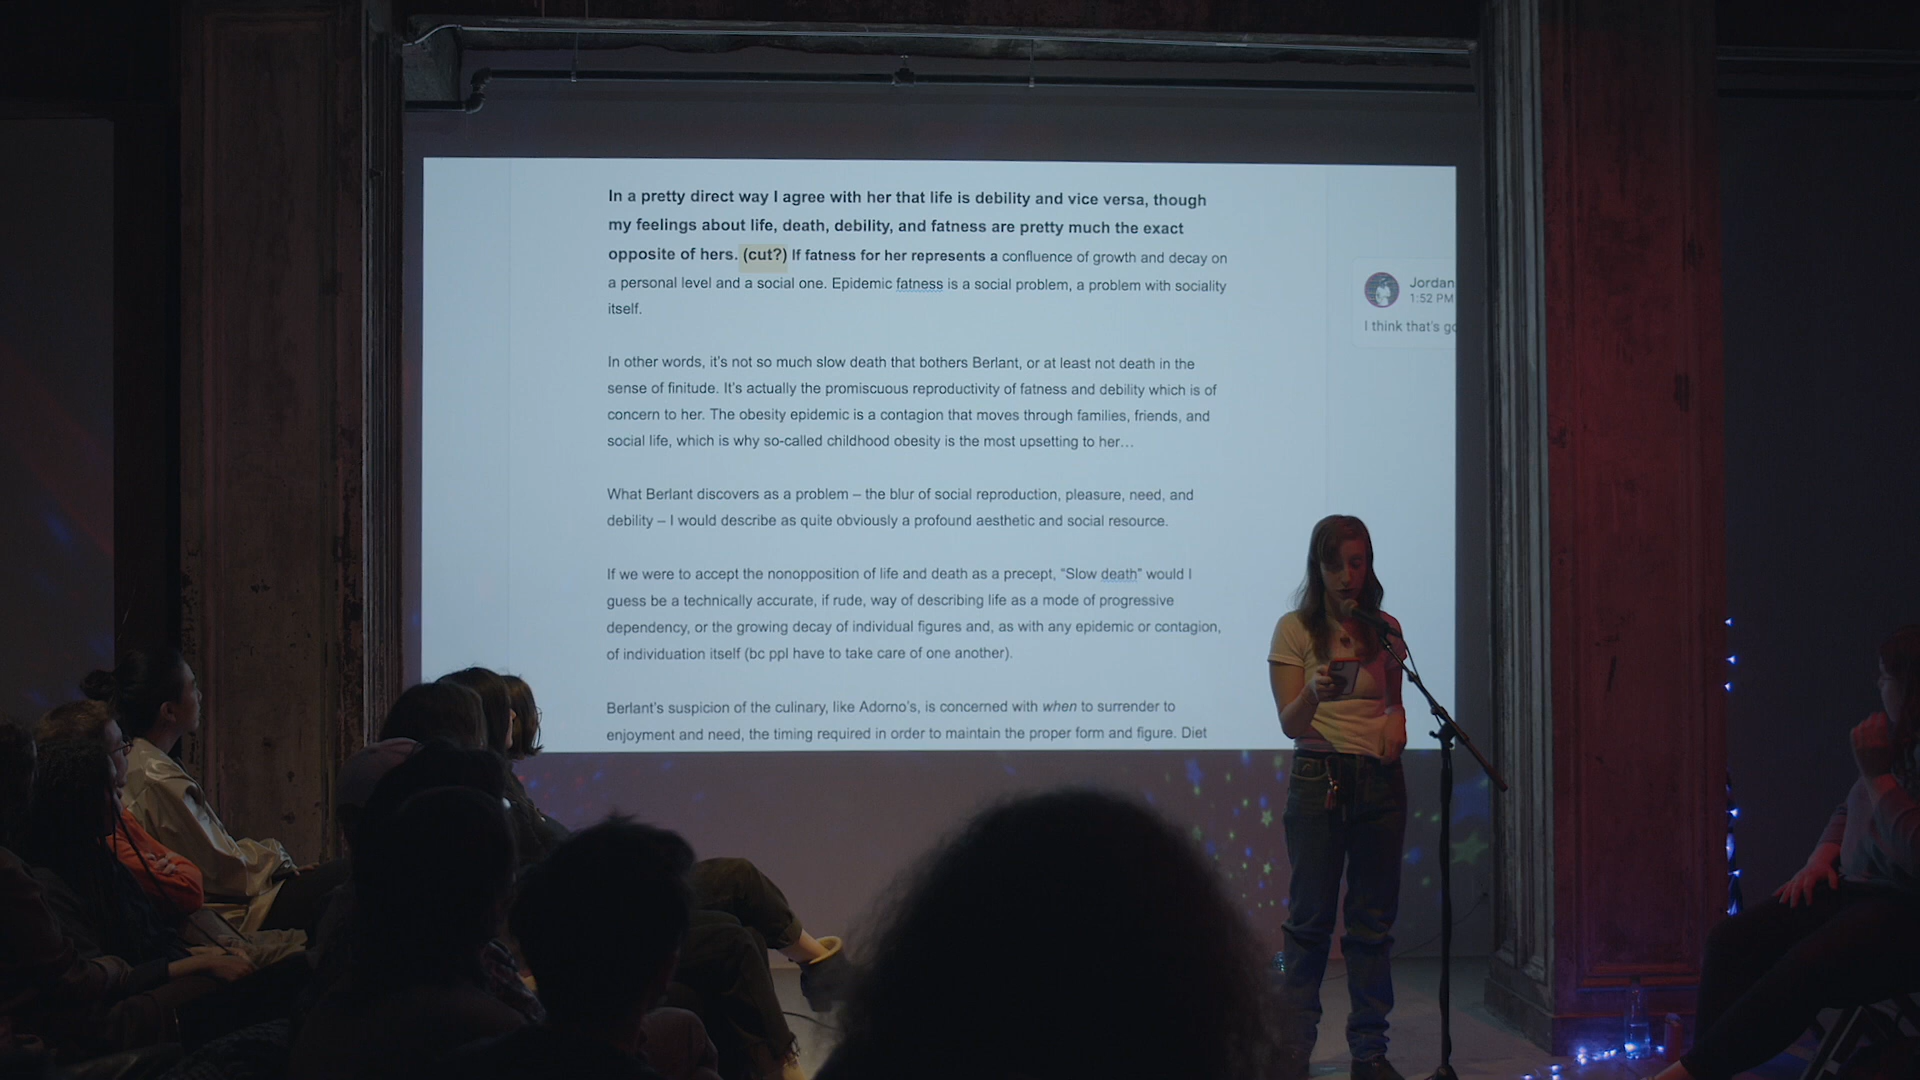 In a pretty direct way I agree with her that life is debility and vice versa, though
my feelings about life, death, debility, and fatness are pretty much the exact
opposite of hers. (cut?) If fatness for her represents a confluence of growth and decay on
a personal level and a social one. Epidemic fatness is a social problem, a problem with sociality
itself.
In other words, it's not so much slow death that bothers Berlant, or at least not death in the
sense of finitude. It's actually the promiscuous reproductivity of fatness and debility which is of
concern to her. The obesity epidemic is a contagion that moves through families, friends, and
social life, which is why so-called childhood obesity is the most upsetting to her…
What Berlant discovers as a problem – the blur of social reproduction, pleasure, need, and
debility – I would describe as quite obviously a profound aesthetic and social resource.
If we were to accept the nonopposition of life and death as a precept, "Slow death" would I
guess be a technically accurate, if rude, way of describing life as a mode of progressive
dependency, or the growing decay of individual figures and, as with any epidemic or contagion,
of individuation itself (bc ppl have to take care of one another).
Berlant's suspicion of the culinary, like Adorno's, is concerned with when to surrender to
enjoyment and need, the timing required in order to maintain the proper form and figure. Diet
Jordan
1:52 PM
I think that's go